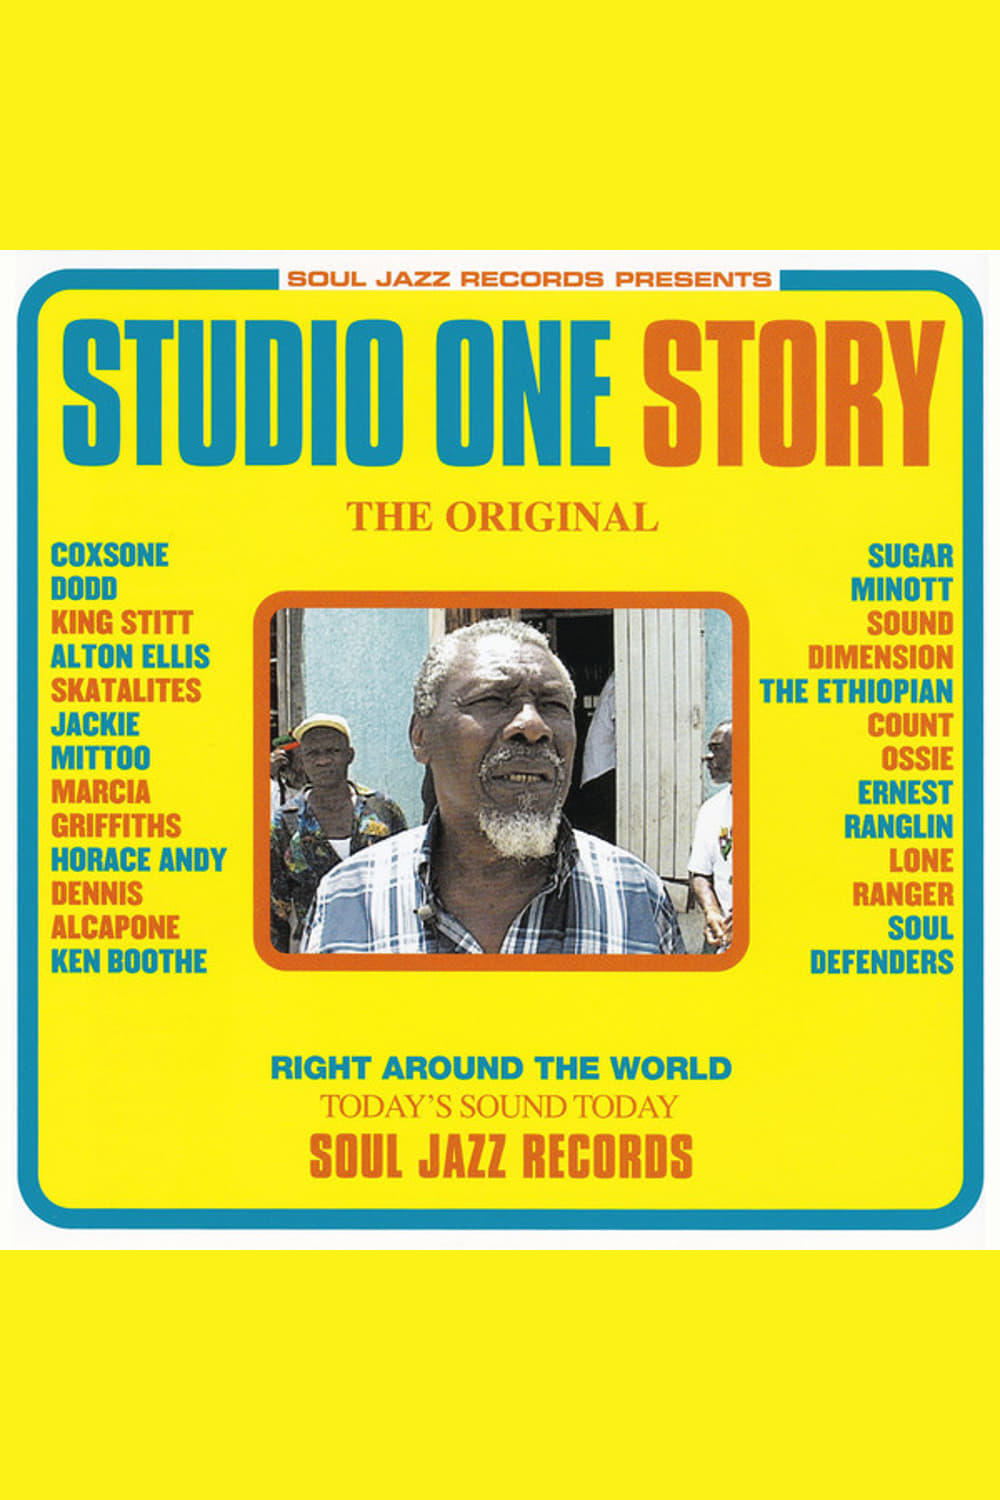 SOUL JAZZ RECORDS PRESENTS
STUDIO ONE STORY
THE ORIGINAL
COXSONE
DODD
KING STITT
ALTON ELLIS
SKATALITES
JACKIE
MITTOO
MARCIA
GRIFFITHS
HORACE ANDY
DENNIS
ALCAPONE
KEN BOOTHE
SUGAR
MINOTT
SOUND
DIMENSION
THE ETHIOPIAN
COUNT
OSSIE
ERNEST
RANGLIN
LONE
RANGER
SOUL
DEFENDERS
RIGHT AROUND THE WORLD
TODAY'S SOUND TODAY
SOUL JAZZ RECORDS